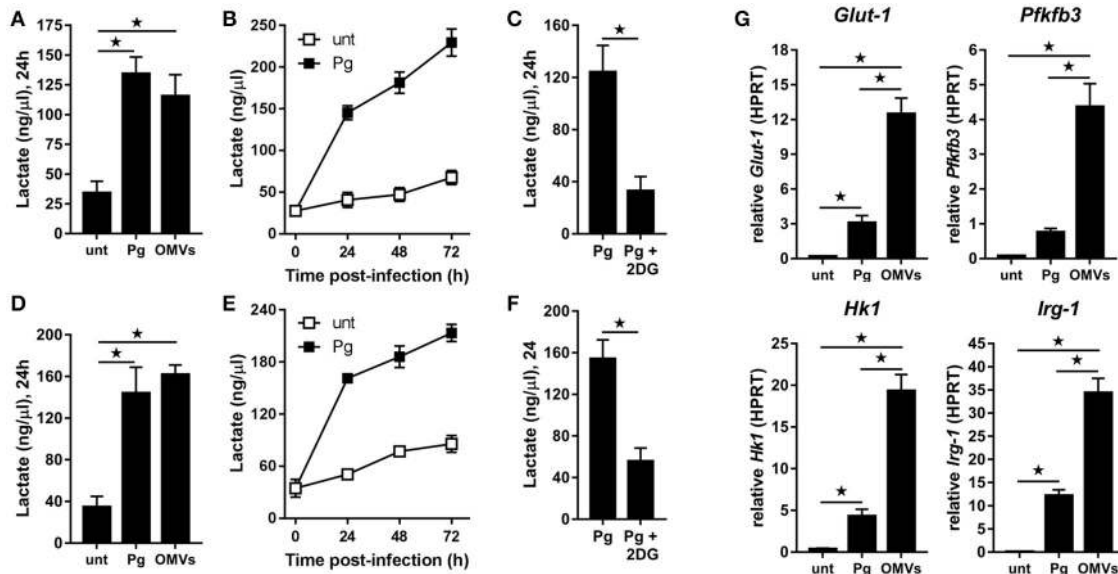 A
Lactate (ng/µl), 24h
175
150
125
100
75
50
25
0
unt
Pg
OMVs
★
★
B
Lactate (ng/µl)
250
200
150
100
50
0
unt
Pg
0
24
48
72
Time post-infection (h)
C
Lactate (ng/µl), 24h
160
120
80
40
0
★
Pg
Pg +
2DG
D
Lactate (ng/µl), 24h
200
160
120
80
40
0
★
★
unt
Pg
OMVs
E
Lactate (ng/µl)
240
180
120
60
0
unt
Pg
0
24
48
72
Time post-infection (h)
F
Lactate (ng/µl), 24
200
160
120
80
40
0
★
Pg
Pg +
2DG
G
Glut-1
relative Glut-1 (HPRT)
18
15
12
9
6
3
0
★
★
★
unt
Pg
OMVs
Pfkfb3
relative Pfkfb3 (HPRT)
6
5
4
3
2
1
0
★
★
unt
Pg
OMVs
Hk1
relative Hk1 (HPRT)
25
20
15
10
5
0
★
★
★
unt
Pg
OMVs
Irg-1
relative Irg-1 (HPRT)
45
40
35
30
25
20
15
10
5
0
★
★
★
unt
Pg
OMVs